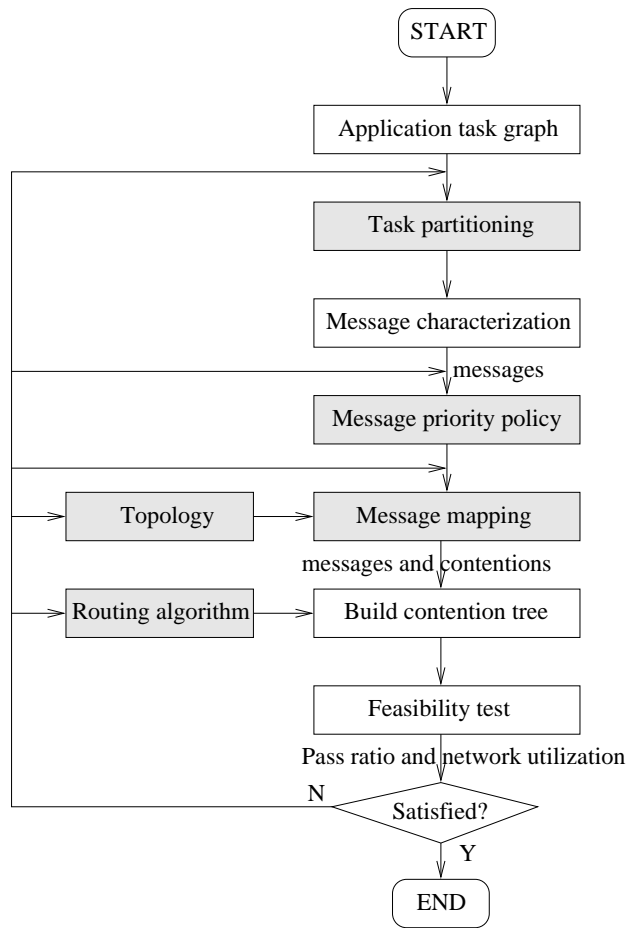 START
Application task graph
Task partitioning
Message characterization
messages
Message priority policy
Topology
Message mapping
messages and contentions
Routing algorithm
Build contention tree
Feasibility test
Pass ratio and network utilization
N
Satisfied?
Y
END